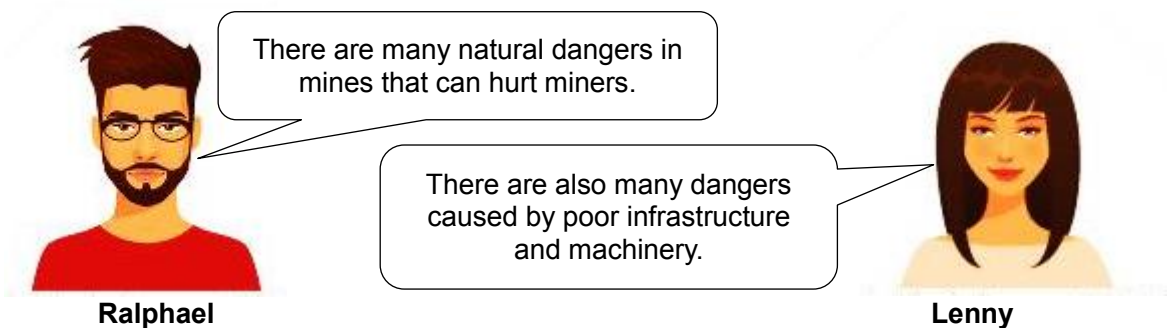 There are many natural dangers in
mines that can hurt miners.
There are also many dangers
caused by poor infrastructure
and machinery.
Ralphael
Lenny